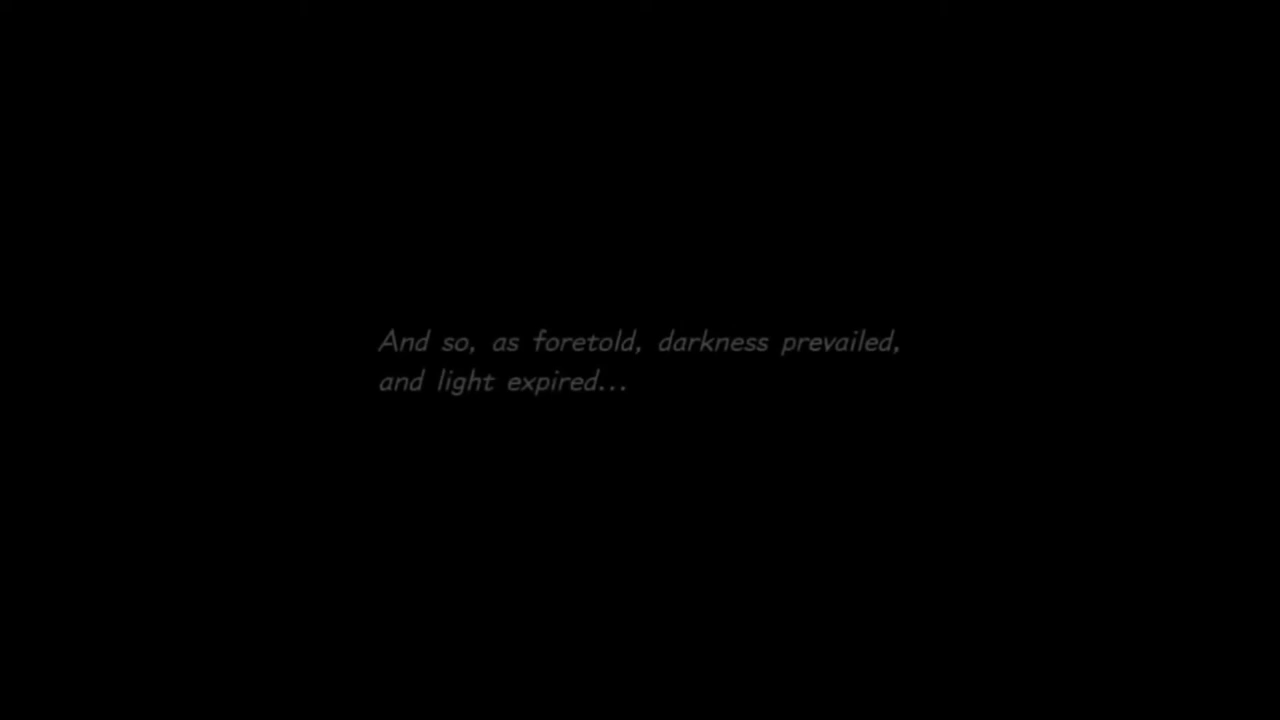 And so, as foretold, darkness prevailed,
and light expired...